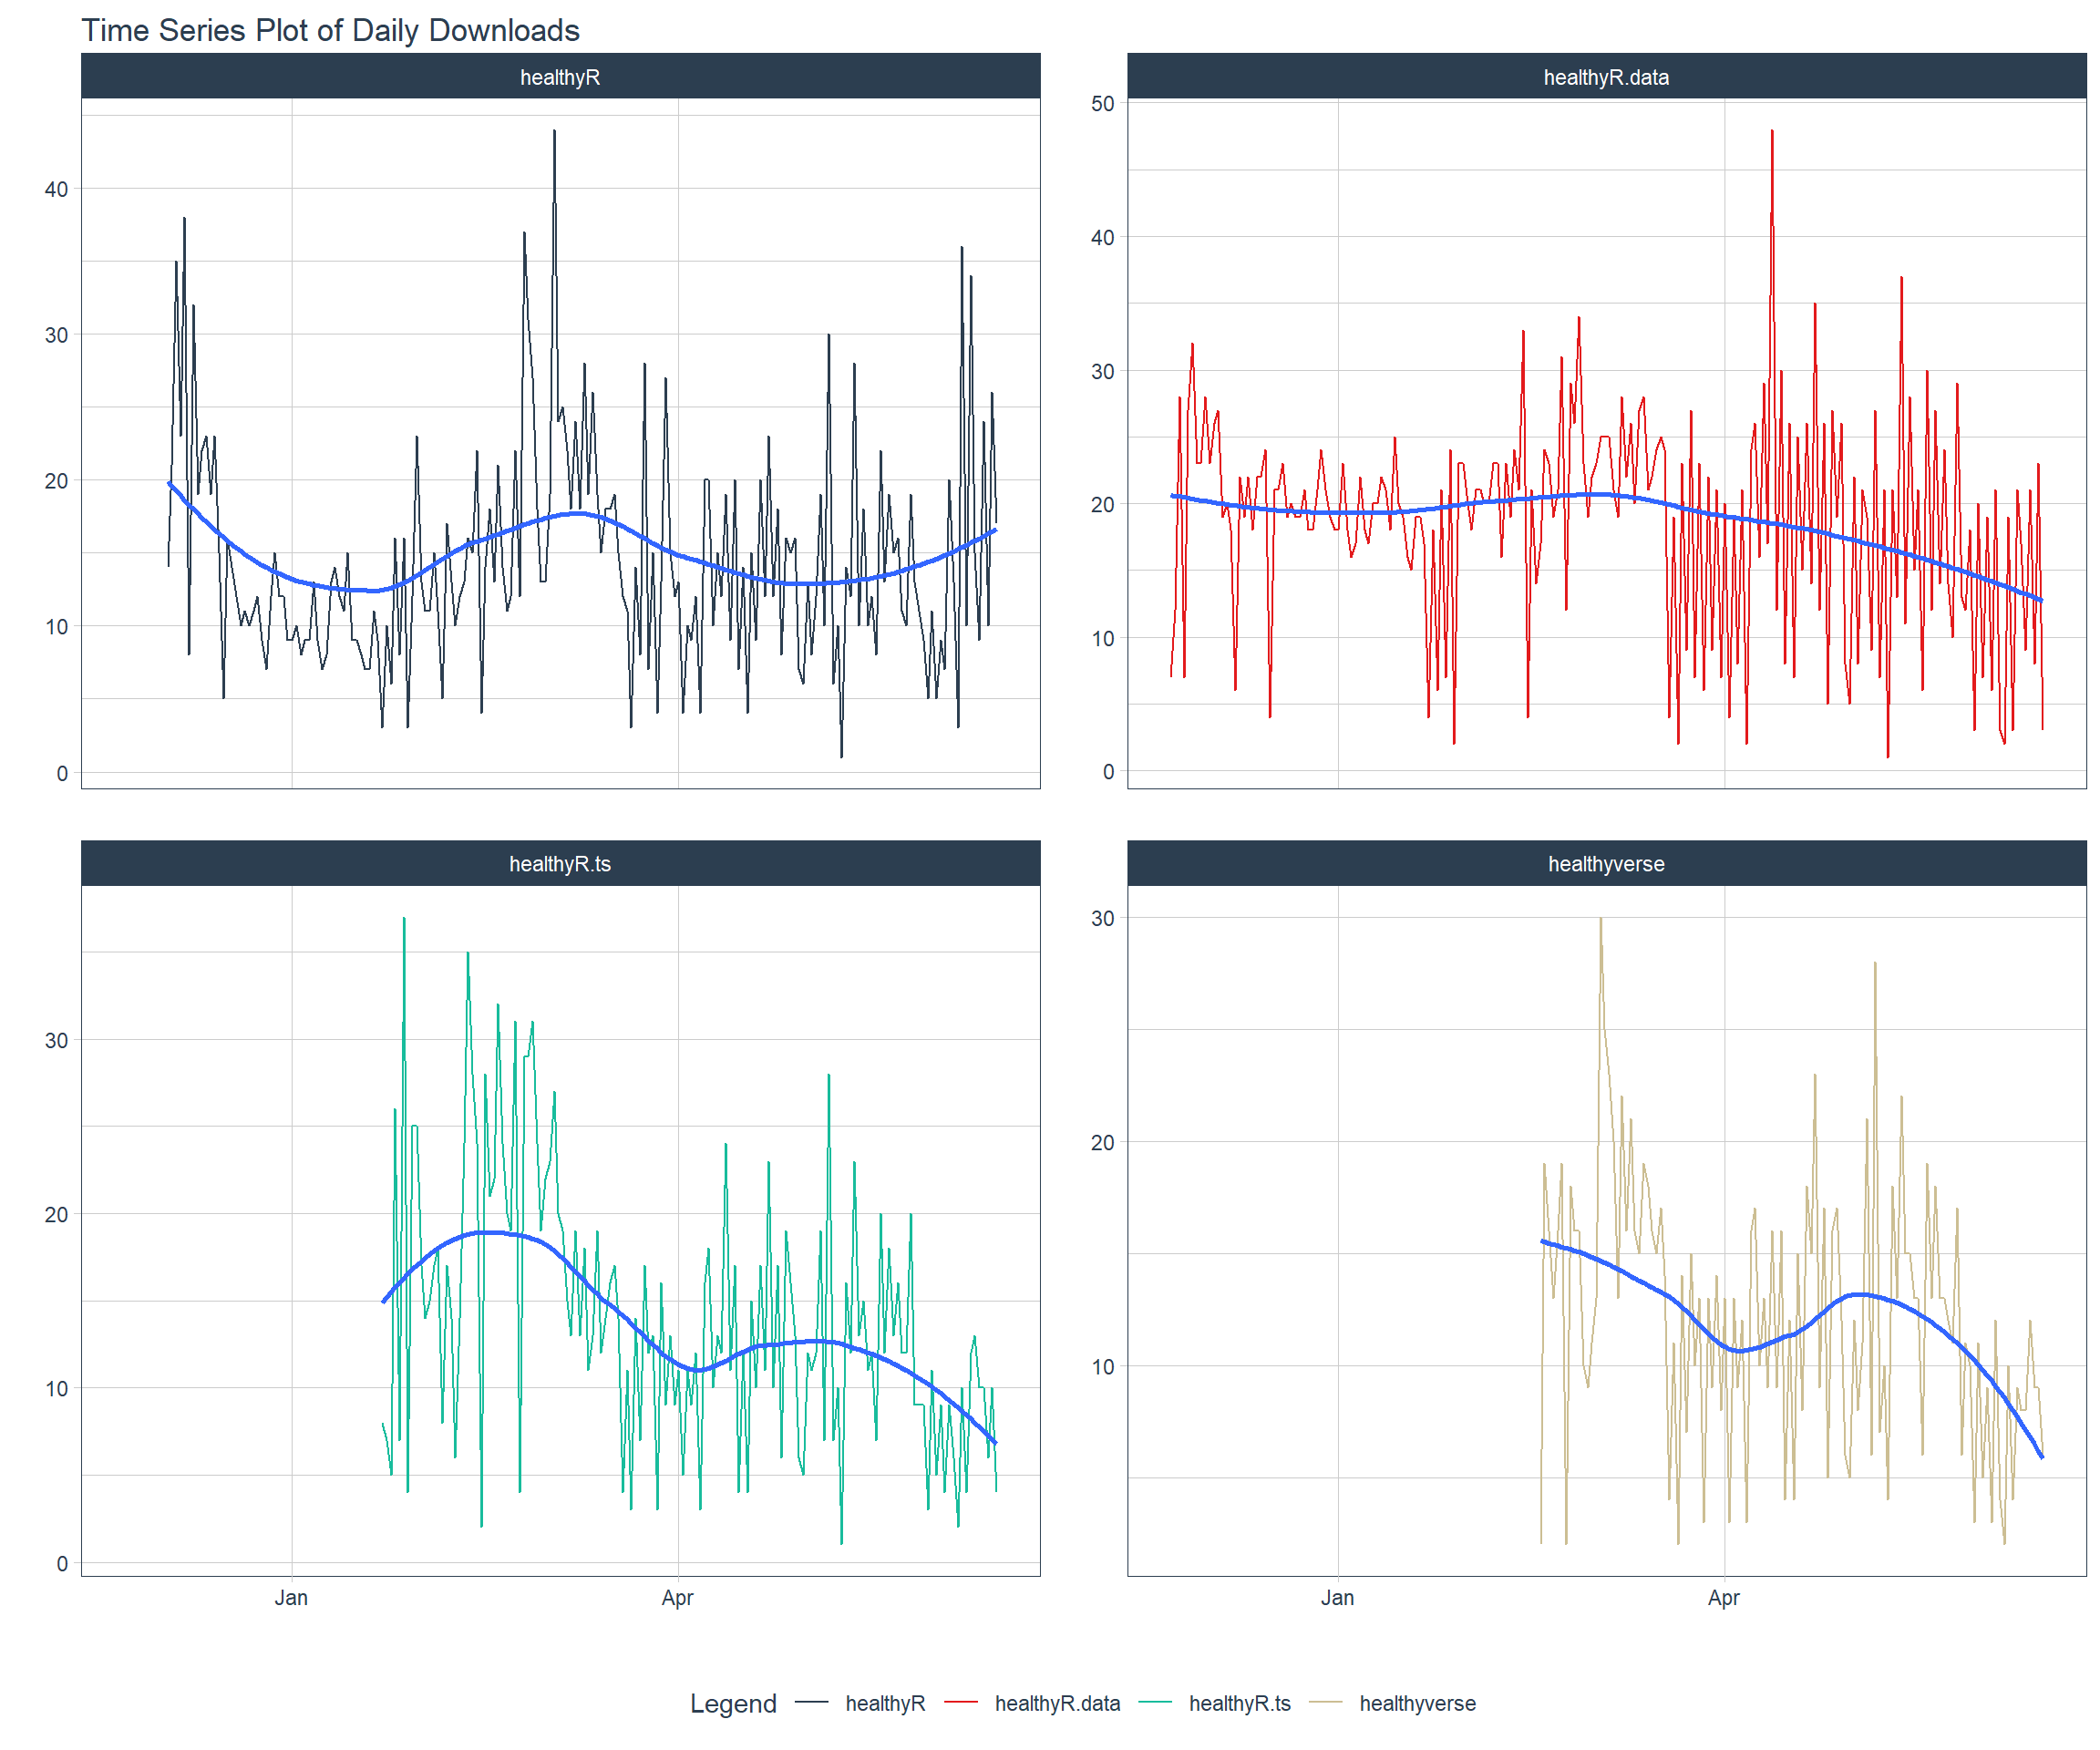 Time Series Plot of Daily Downloads
healthyR
healthyR.data
40
30
20
10
0
50
40
30
20
10
0
healthyR.ts
healthyverse
30
20
10
0
30
20
10
Jan
Apr
Jan
Apr
Legend healthyR healthyR.data healthyR.ts healthyverse